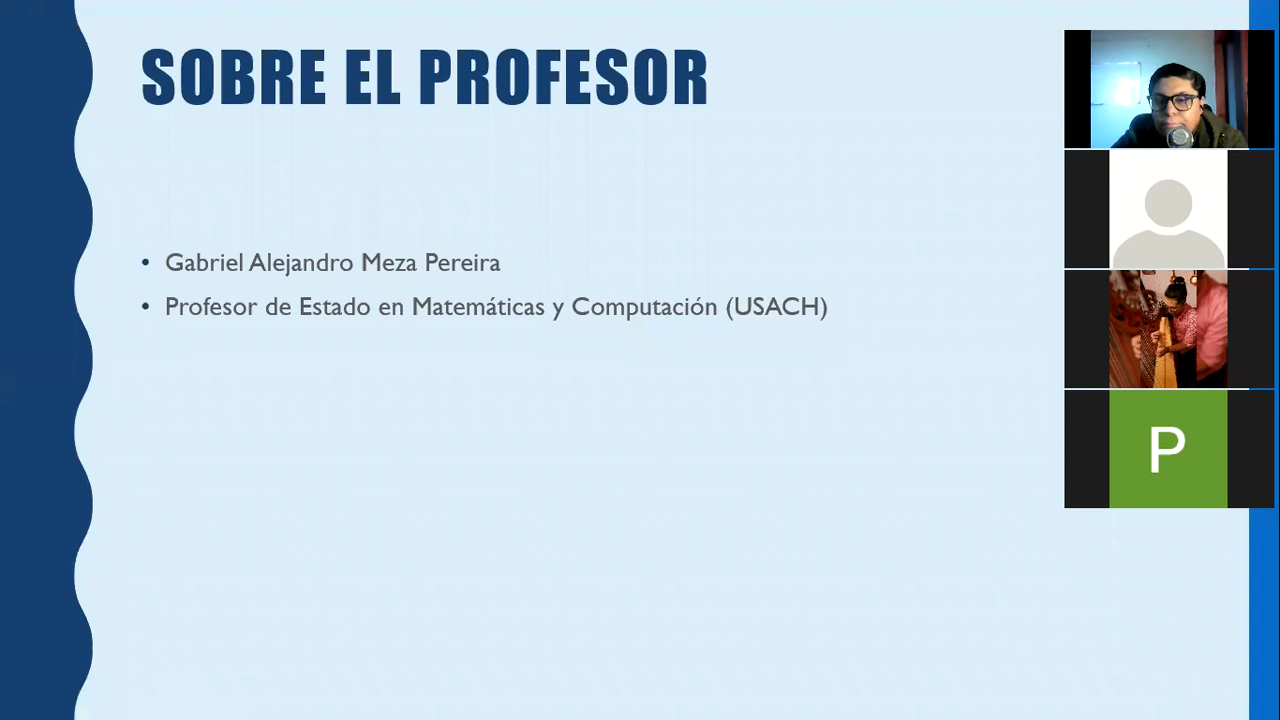 SOBRE EL PROFESOR
• Gabriel Alejandro Meza Pereira
• Profesor de Estado en Matemáticas y Computación (USACH)
P